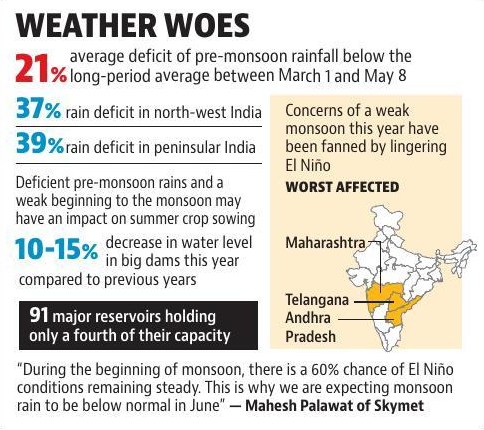 WEATHER WOES
21% average deficit of pre-monsoon rainfall below the
long-period average between March 1 and May 8
37% rain deficit in north-west India
39% rain deficit in peninsular India
Deficient pre-monsoon rains and a
weak beginning to the monsoon may
have an impact on summer crop sowing
10-15% decrease in water level
in big dams this year
compared to previous years
91 major reservoirs holding
only a fourth of their capacity
Concerns of a weak
monsoon this year have
been fanned by lingering
El Niño
WORST AFFECTED
Maharashtra
Telangana
Andhra
Pradesh
"During the beginning of monsoon, there is a 60% chance of El Niño
conditions remaining steady. This is why we are expecting monsoon
rain to be below normal in June" — Mahesh Palawat of Skymet